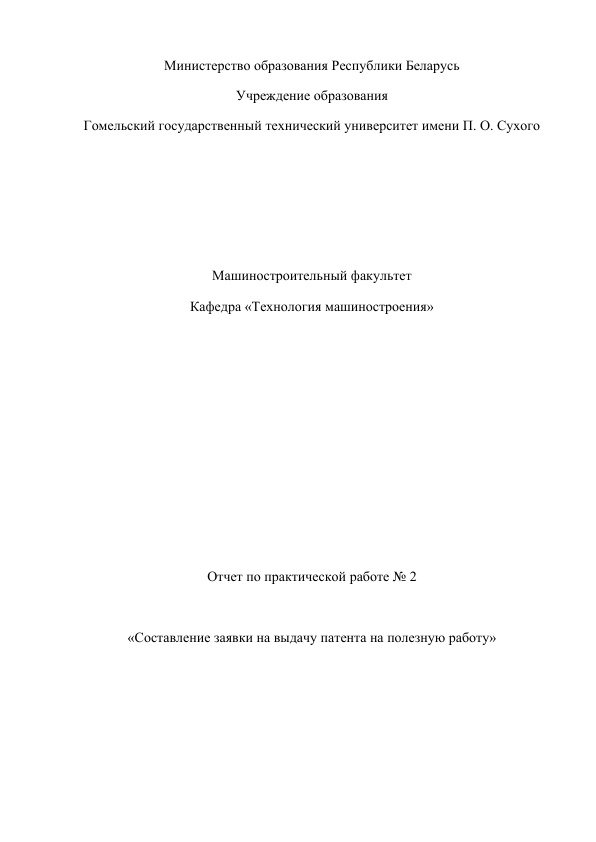 Министерство образования Республики Беларусь
Учреждение образования
Гомельский государственный технический университет имени П. О. Сухого
Машиностроительный факультет
Кафедра «Технология машиностроения»
Отчет по практической работе № 2
«Составление заявки на выдачу патента на полезную работу»